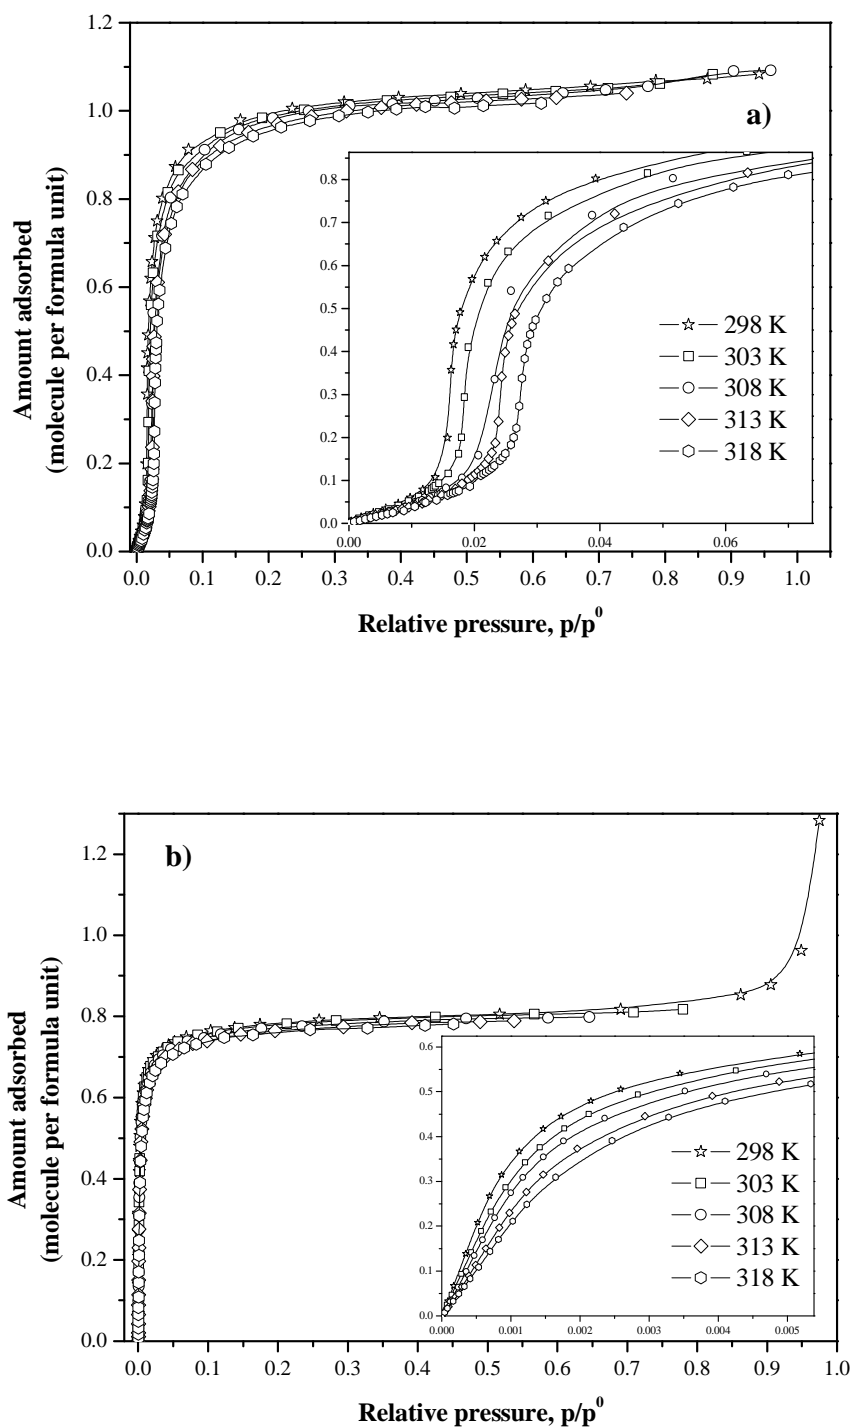 1.2
1.0
0.8
0.6
0.4
0.2
0.0
Amount adsorbed
(molecule per formula unit)
a)
0.8
0.7
0.6
0.5
0.4
0.3
0.2
0.1
0.0
0.00 0.02 0.04 0.06
298 K
303 K
308 K
313 K
318 K
0.0 0.1 0.2 0.3 0.4 0.5 0.6 0.7 0.8 0.9 1.0
Relative pressure, p/p⁰
1.2
1.0
0.8
0.6
0.4
0.2
0.0
Amount adsorbed
(molecule per formula unit)
b)
0.6
0.5
0.4
0.3
0.2
0.1
0.0
0.000 0.001 0.002 0.003 0.004 0.005
298 K
303 K
308 K
313 K
318 K
0.0 0.1 0.2 0.3 0.4 0.5 0.6 0.7 0.8 0.9 1.0
Relative pressure, p/p⁰